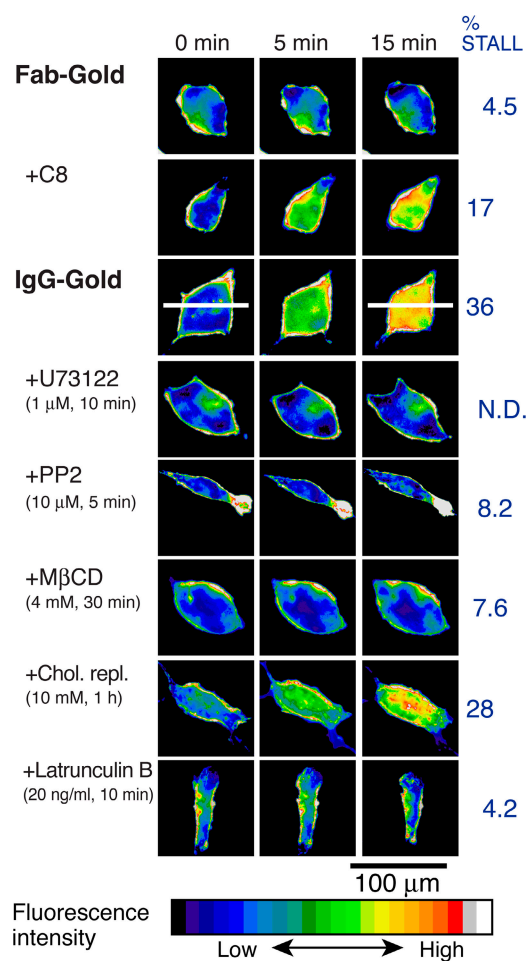 %
0 min 5 min 15 min STALL
Fab-Gold
4.5
+C8
17
IgG-Gold
36
+U73122
(1 μM, 10 min)
N.D.
+PP2
(10 μM, 5 min)
8.2
+MβCD
(4 mM, 30 min)
7.6
+Chol. repl.
(10 mM, 1 h)
28
+Latrunculin B
(20 ng/ml, 10 min)
4.2
100 μm
Fluorescence
intensity
Low High